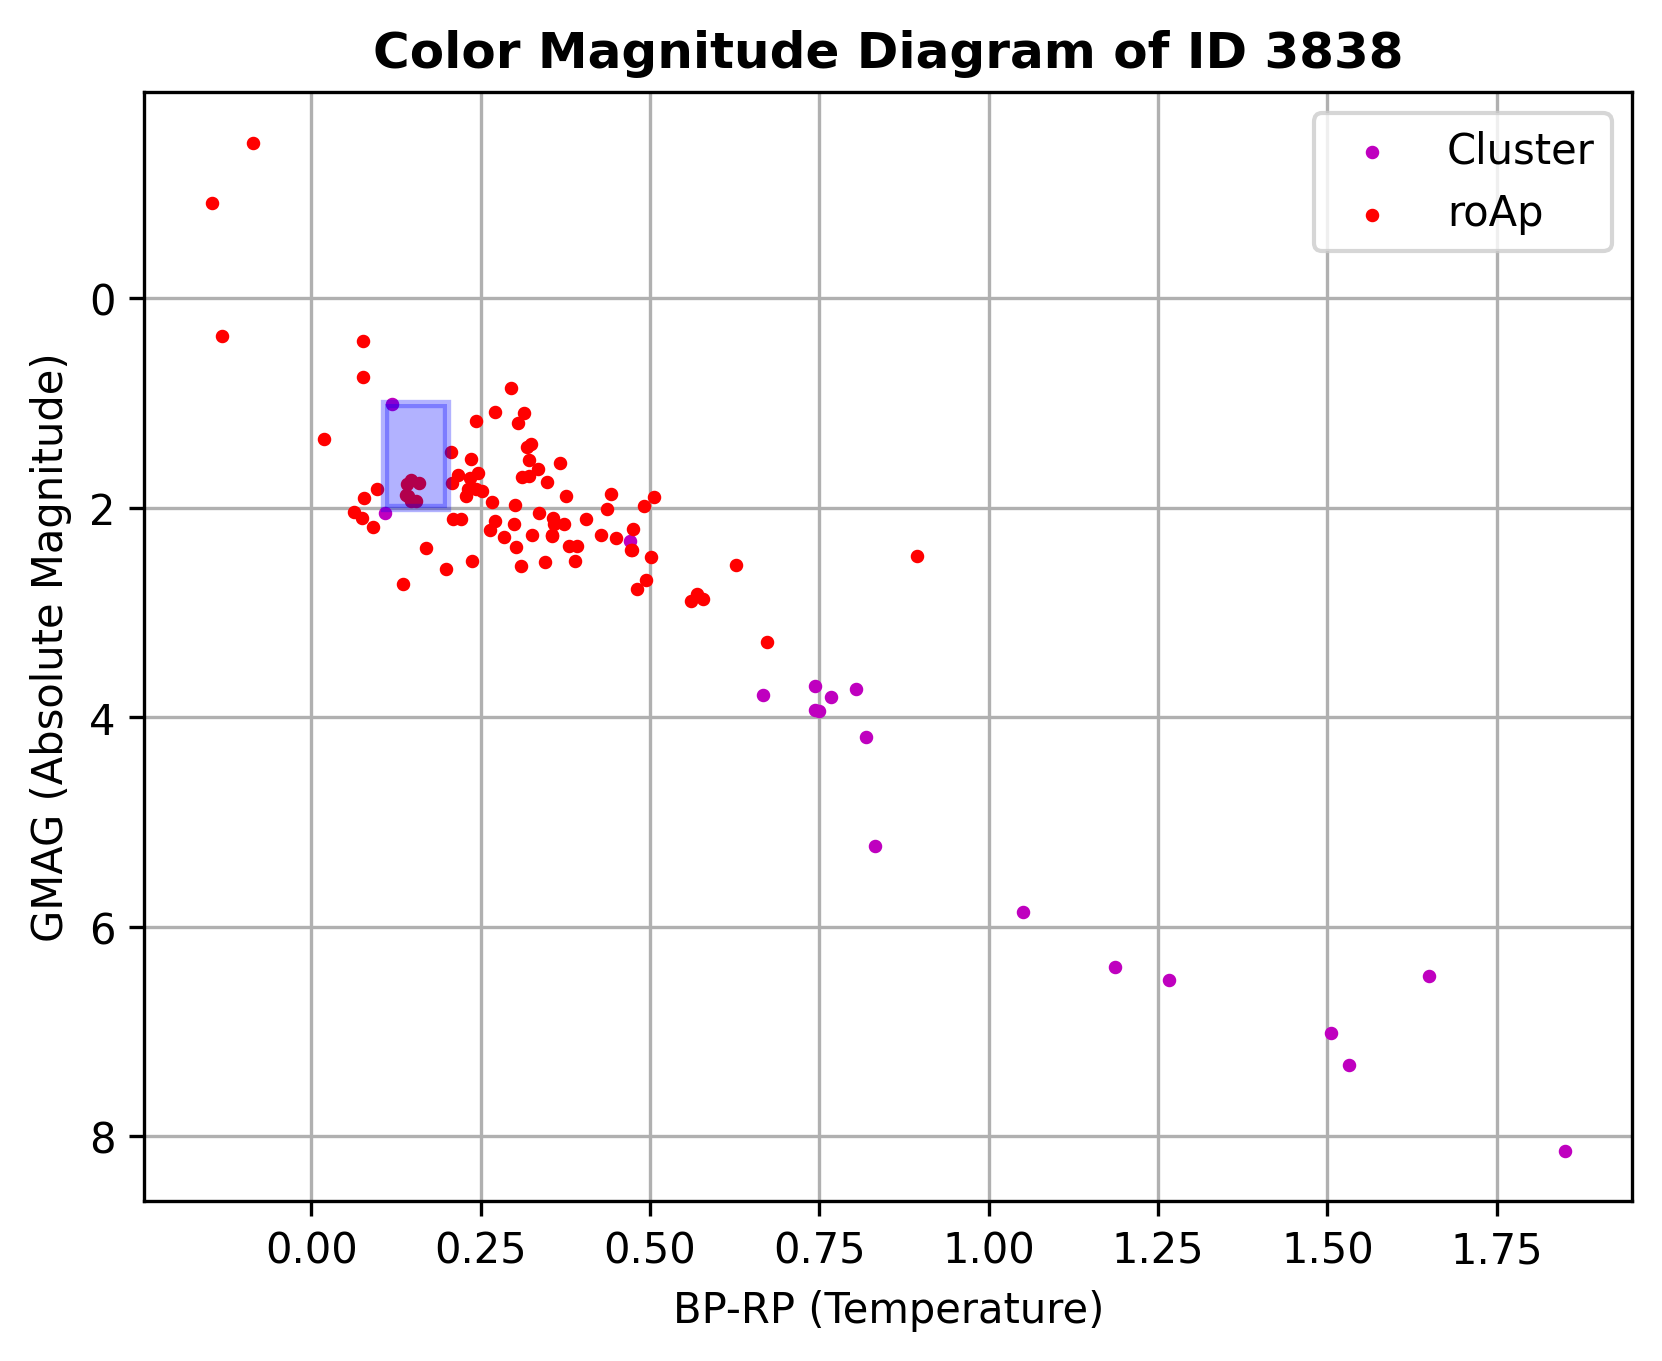 Color Magnitude Diagram of ID 3838
Cluster
roAp
GMAG (Absolute Magnitude)
0
2
4
6
8
0.00 0.25 0.50 0.75 1.00 1.25 1.50 1.75
BP-RP (Temperature)